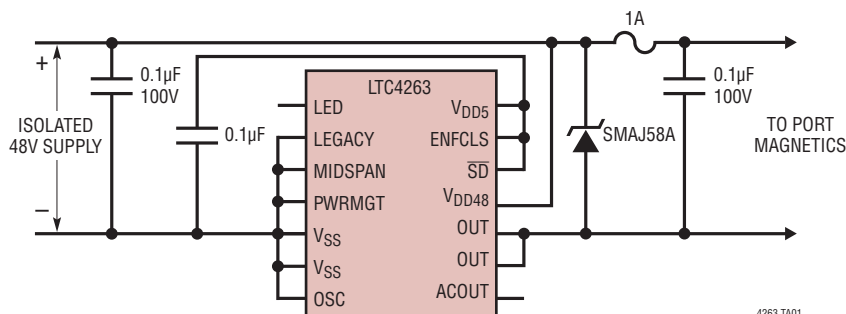 1A
+
0.1µF
100V
ISOLATED
48V SUPPLY
–
0.1µF
LTC4263
LED
LEGACY
MIDSPAN
PWRMGT
VSS
VSS
OSC
VDD5
ENFCLS
SD
VDD48
OUT
OUT
ACOUT
SMAJ58A
0.1µF
100V
TO PORT
MAGNETICS
4263 TA01